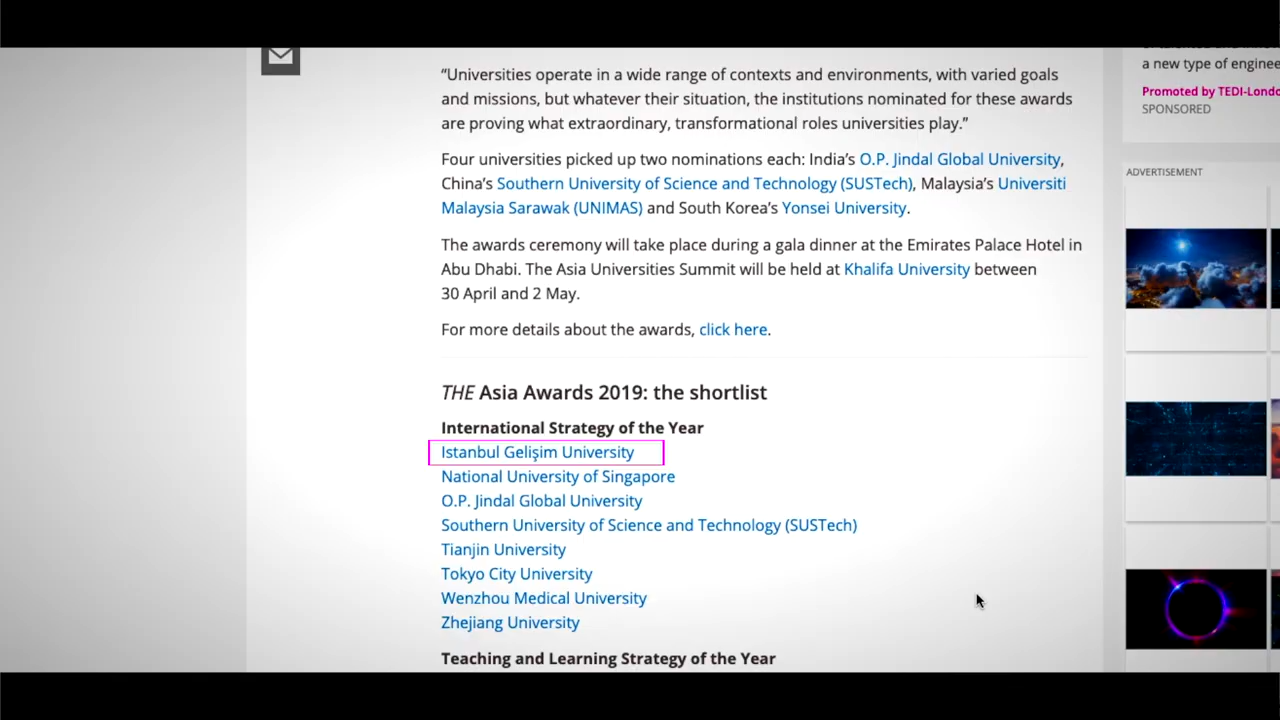 “Universities operate in a wide range of contexts and environments, with varied goals
and missions, but whatever their situation, the institutions nominated for these awards
are proving what extraordinary, transformational roles universities play.”
Four universities picked up two nominations each: India’s O.P. Jindal Global University,
China’s Southern University of Science and Technology (SUSTech), Malaysia’s Universiti
Malaysia Sarawak (UNIMAS) and South Korea’s Yonsei University.
The awards ceremony will take place during a gala dinner at the Emirates Palace Hotel in
Abu Dhabi. The Asia Universities Summit will be held at Khalifa University between
30 April and 2 May.
For more details about the awards, click here.
THE Asia Awards 2019: the shortlist
International Strategy of the Year
Istanbul Gelişim University
National University of Singapore
O.P. Jindal Global University
Southern University of Science and Technology (SUSTech)
Tianjin University
Tokyo City University
Wenzhou Medical University
Zhejiang University
Teaching and Learning Strategy of the Year
a new type of enginee
Promoted by TEDI-Londo
SPONSORED
ADVERTISEMENT